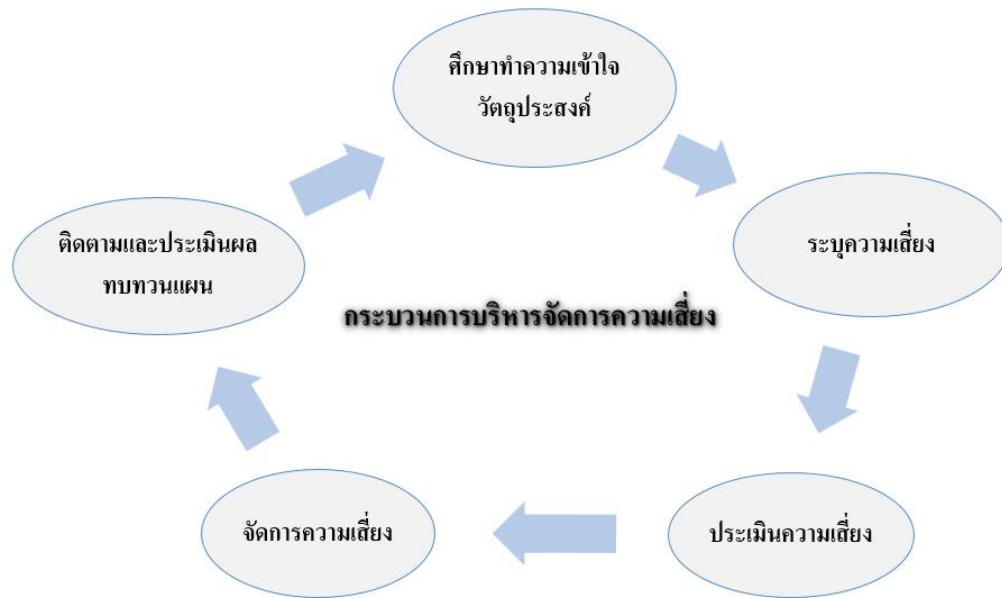 ศึกษาทำความเข้าใจ
วัตถุประสงค์
ระบุความเสี่ยง
ติดตามและประเมินผล
ทบทวนแผน
กระบวนการบริหารจัดการความเสี่ยง
จัดการความเสี่ยง
ประเมินความเสี่ยง